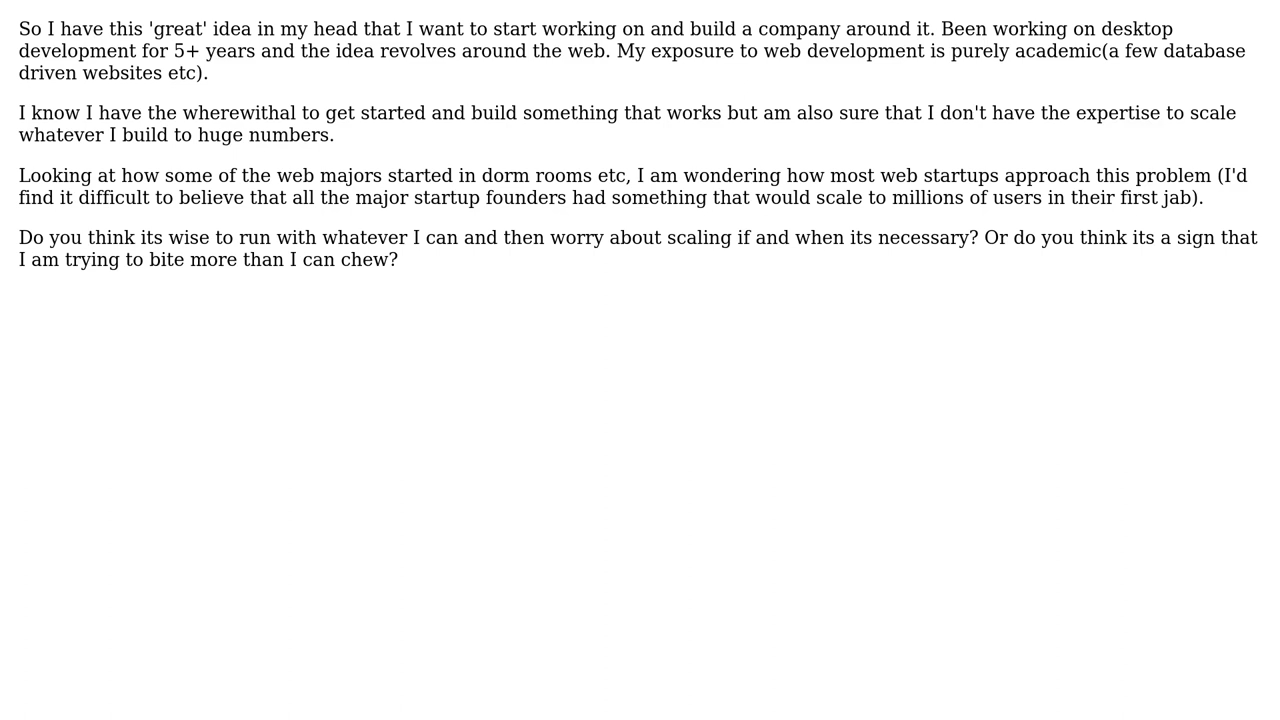 So I have this 'great' idea in my head that I want to start working on and build a company around it. Been working on desktop
development for 5+ years and the idea revolves around the web. My exposure to web development is purely academic(a few database
driven websites etc).
I know I have the wherewithal to get started and build something that works but am also sure that I don't have the expertise to scale
whatever I build to huge numbers.
Looking at how some of the web majors started in dorm rooms etc, I am wondering how most web startups approach this problem (I'd
find it difficult to believe that all the major startup founders had something that would scale to millions of users in their first jab).
Do you think its wise to run with whatever I can and then worry about scaling if and when its necessary? Or do you think its a sign that
I am trying to bite more than I can chew?